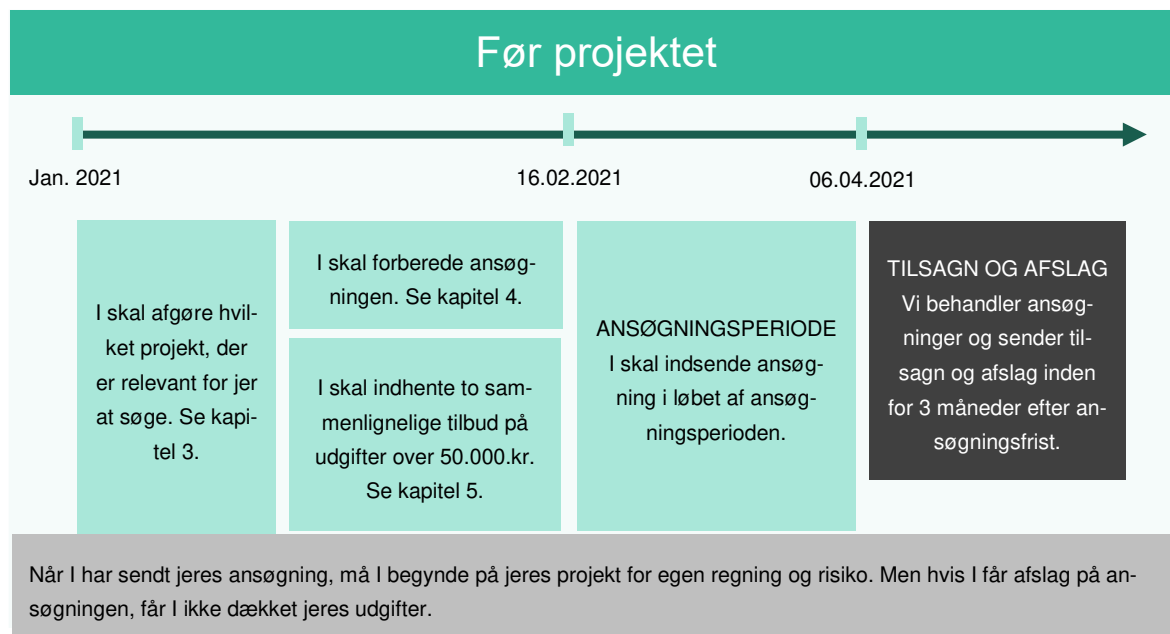 Før projektet
Jan. 2021
16.02.2021
06.04.2021
I skal afgøre hvil-
ket projekt, der
er relevant for jer
at søge. Se kapi-
tel 3.
I skal forberede ansøg-
ningen. Se kapitel 4.
I skal indhente to sam-
menlignelige tilbud på
udgifter over 50.000.kr.
Se kapitel 5.
ANSØGNINGSPERIODE
I skal indsende ansøg-
ning i løbet af ansøg-
ningsperioden.
TILSAGN OG AFSLAG
Vi behandler ansøg-
ninger og sender til-
sagn og afslag inden
for 3 måneder efter an-
søgningsfrist.
Når I har sendt jeres ansøgning, må I begynde på jeres projekt for egen regning og risiko. Men hvis I får afslag på an-
søgningen, får I ikke dækket jeres udgifter.